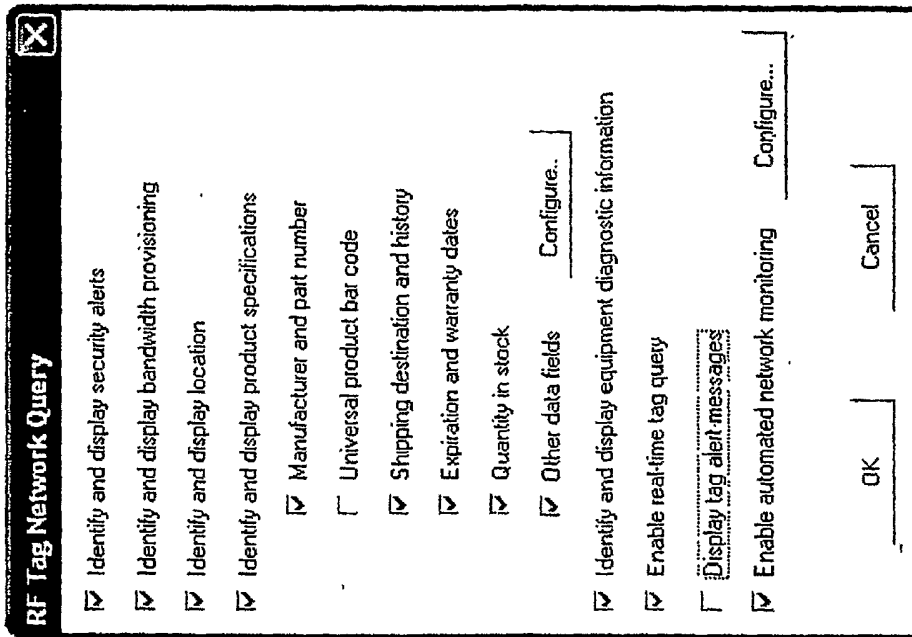 RF Tag Network Query
Identify and display security alerts
Identify and display bandwidth provisioning
Identify and display location
Identify and display product specifications
Manufacturer and part number
Universal product bar code
Shipping destination and history
Expiration and warranty dates
Quantity in stock
Other data fields Configure..
Identify and display equipment diagnostic information
Enable real-time tag query
Display tag alert messages
Enable automated network monitoring Configure...
OK Cancel